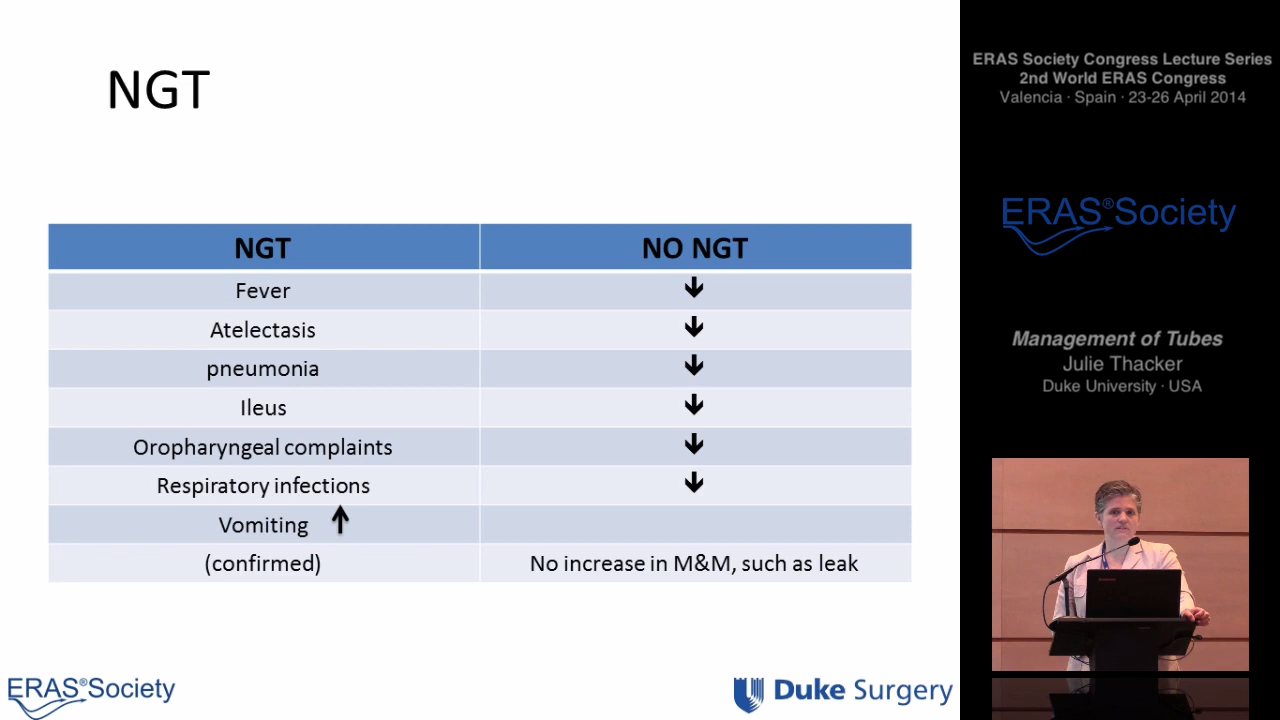 NGT
NGT NO NGT
Fever ↓
Atelectasis ↓
pneumonia ↓
Ileus ↓
Oropharyngeal complaints ↓
Respiratory infections ↓
Vomiting ↑
(confirmed) No increase in M&M, such as leak
ERAS®Society
Duke Surgery
ERAS Society Congress Lecture Series
2nd World ERAS Congress
Valencia · Spain · 23-26 April 2014
ERAS®Society
Management of Tubes
Julie Thacker
Duke University · USA